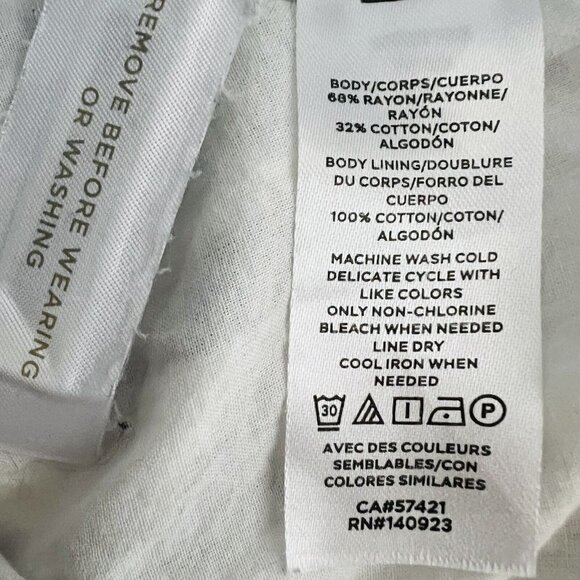 REMOVE BEFORE WEARING
OR WASHING
BODY/CORPS/CUERPO
68% RAYON/RAYONNE/
RAYÓN
32% COTTON/COTON/
ALGODÓN
BODY LINING/DOUBLURE
DU CORPS/FORRO DEL
CUERPO
100% COTTON/COTON/
ALGODÓN
MACHINE WASH COLD
DELICATE CYCLE WITH
LIKE COLORS
ONLY NON-CHLORINE
BLEACH WHEN NEEDED
LINE DRY
COOL IRON WHEN
NEEDED
30 P
AVEC DES COULEURS
SEMBLABLES/CON
COLORES SIMILARES
CA#57421
RN#140923